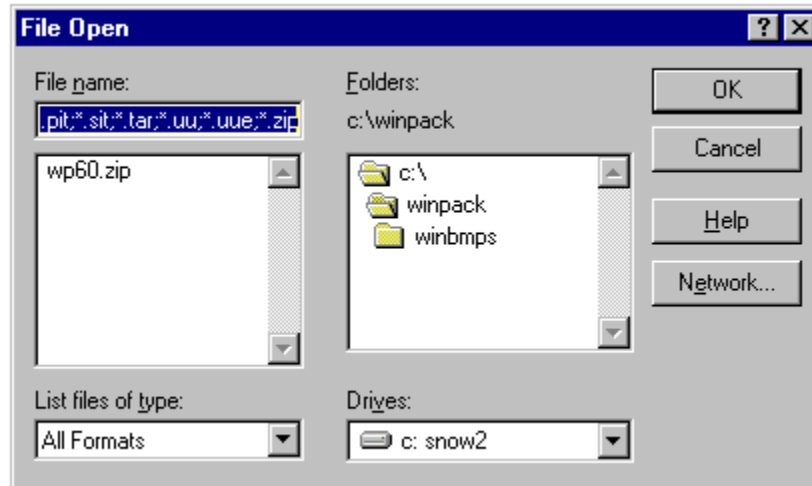 File Open
File name:
.pit;*.sit;*.tar;*.uu;*.uue;*.zip
wp60.zip
List files of type:
All Formats
Folders:
c:\winpack
c:\
winpack
winbmps
Drives:
c: snow2
OK
Cancel
Help
Network...